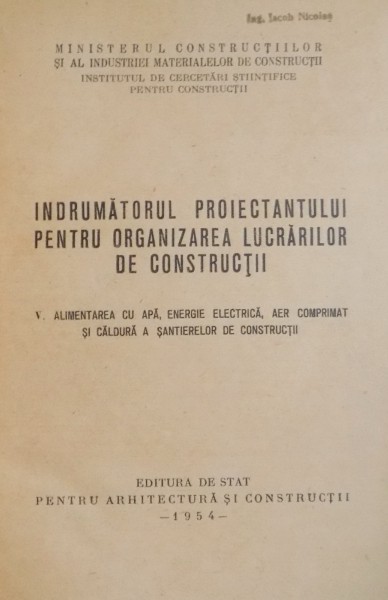 Ing. Iacob Nicolae
MINISTERUL CONSTRUCȚIILOR
ȘI AL INDUSTRIEI MATERIALELOR DE CONSTRUCȚII
INSTITUTUL DE CERCETĂRI ȘTIINȚIFICE
PENTRU CONSTRUCȚII
INDRUMĂTORUL PROIECTANTULUI
PENTRU ORGANIZAREA LUCRĂRILOR
DE CONSTRUCȚII
V. ALIMENTAREA CU APĂ, ENERGIE ELECTRICĂ, AER COMPRIMAT
ȘI CĂLDURĂ A ȘANTIERELOR DE CONSTRUCȚII
EDITURA DE STAT
PENTRU ARHITECTURĂ ȘI CONSTRUCȚII
—1954—